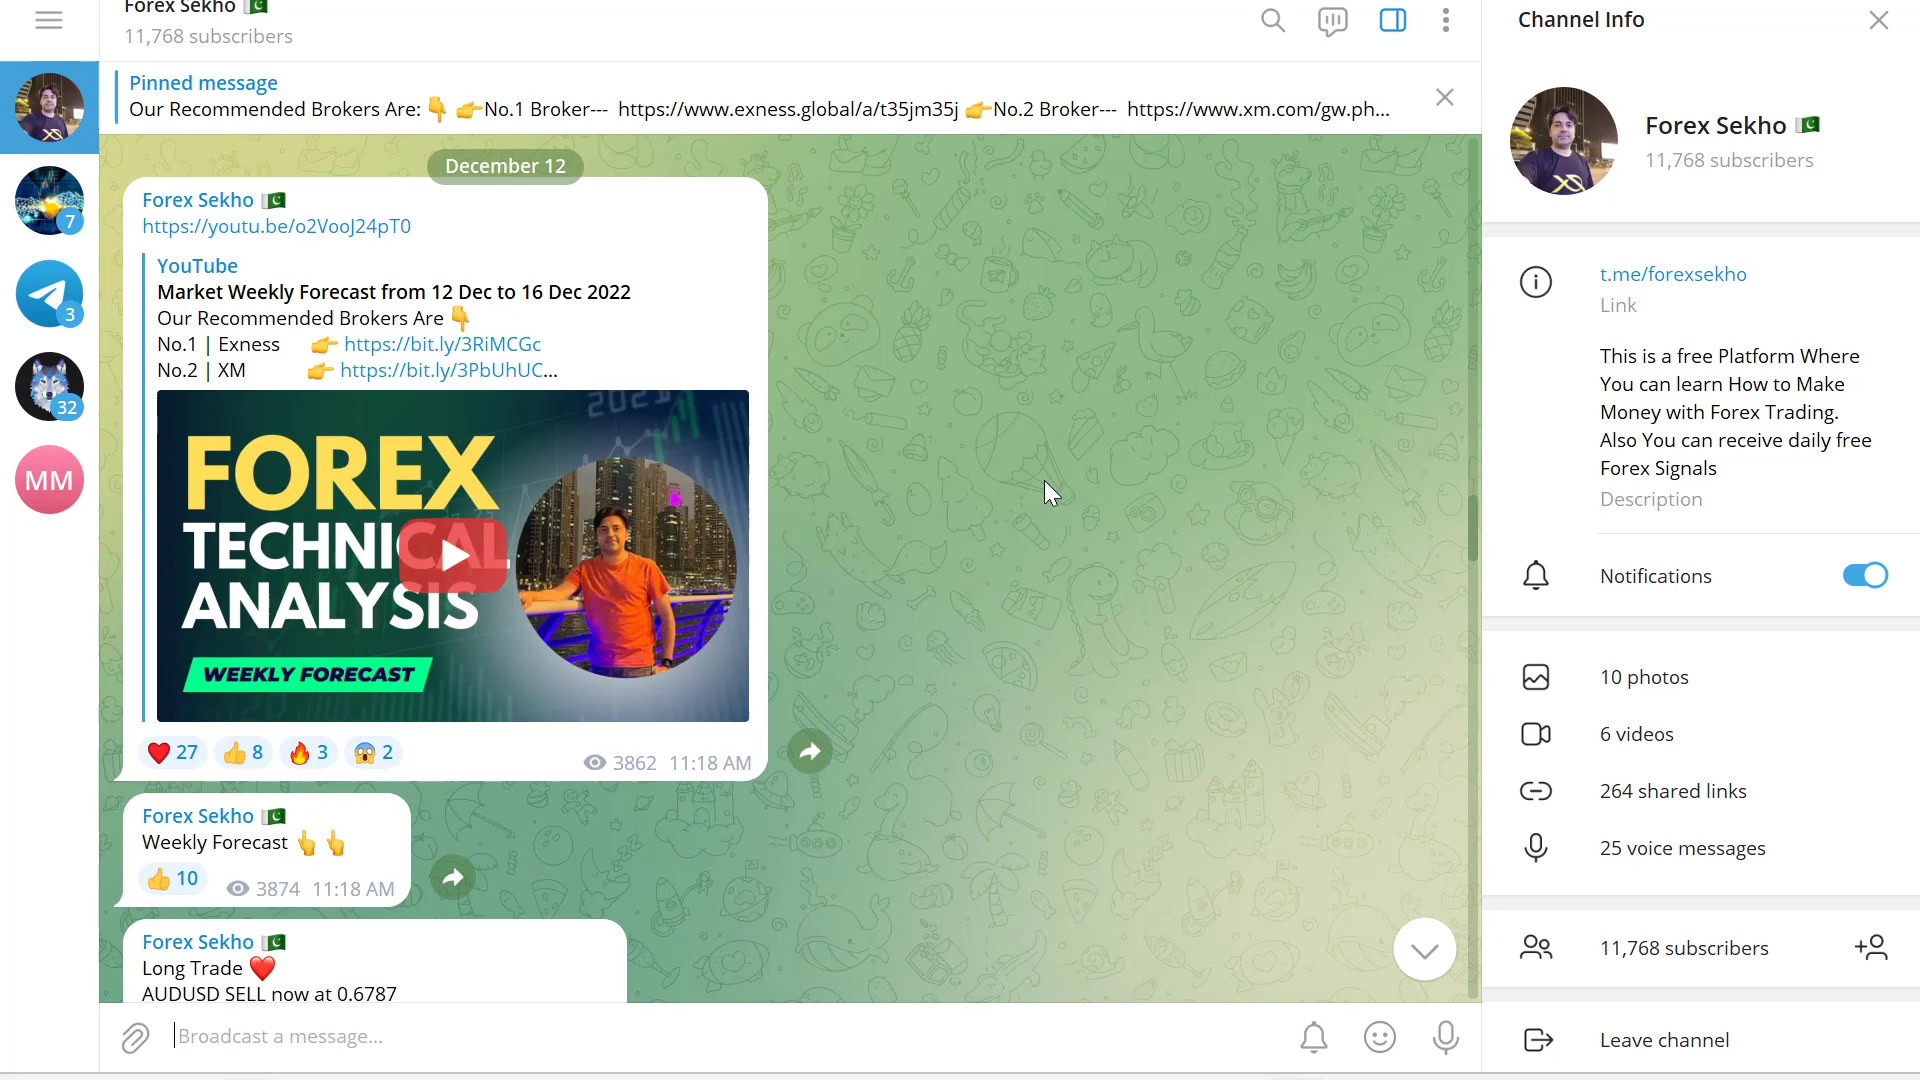 Forex Sekho 🇵🇰
11,768 subscribers
Pinned message
Our Recommended Brokers Are: 👇 👉No.1 Broker--- https://www.exness.global/a/t35jm35j 👉No.2 Broker--- https://www.xm.com/gw.ph...
7
3
32
MM
December 12
Forex Sekho 🇵🇰
https://youtu.be/o2VooJ24pT0
YouTube
Market Weekly Forecast from 12 Dec to 16 Dec 2022
Our Recommended Brokers Are 👇
No.1 | Exness 👉 https://bit.ly/3RiMCGc
No.2 | XM 👉 https://bit.ly/3PbUhUC...
2021
FOREX
TECHNICAL
ANALYSIS
WEEKLY FORECAST
❤️ 27 👍 8 🔥 3 😱 2
3862 11:18 AM
Forex Sekho 🇵🇰
Weekly Forecast 👆 👆
👍 10
3874 11:18 AM
Forex Sekho 🇵🇰
Long Trade ❤️
AUDUSD SELL now at 0.6787
Broadcast a message...
Channel Info
Forex Sekho 🇵🇰
11,768 subscribers
t.me/forexsekho
Link
This is a free Platform Where
You can learn How to Make
Money with Forex Trading.
Also You can receive daily free
Forex Signals
Description
Notifications
10 photos
6 videos
264 shared links
25 voice messages
11,768 subscribers
Leave channel